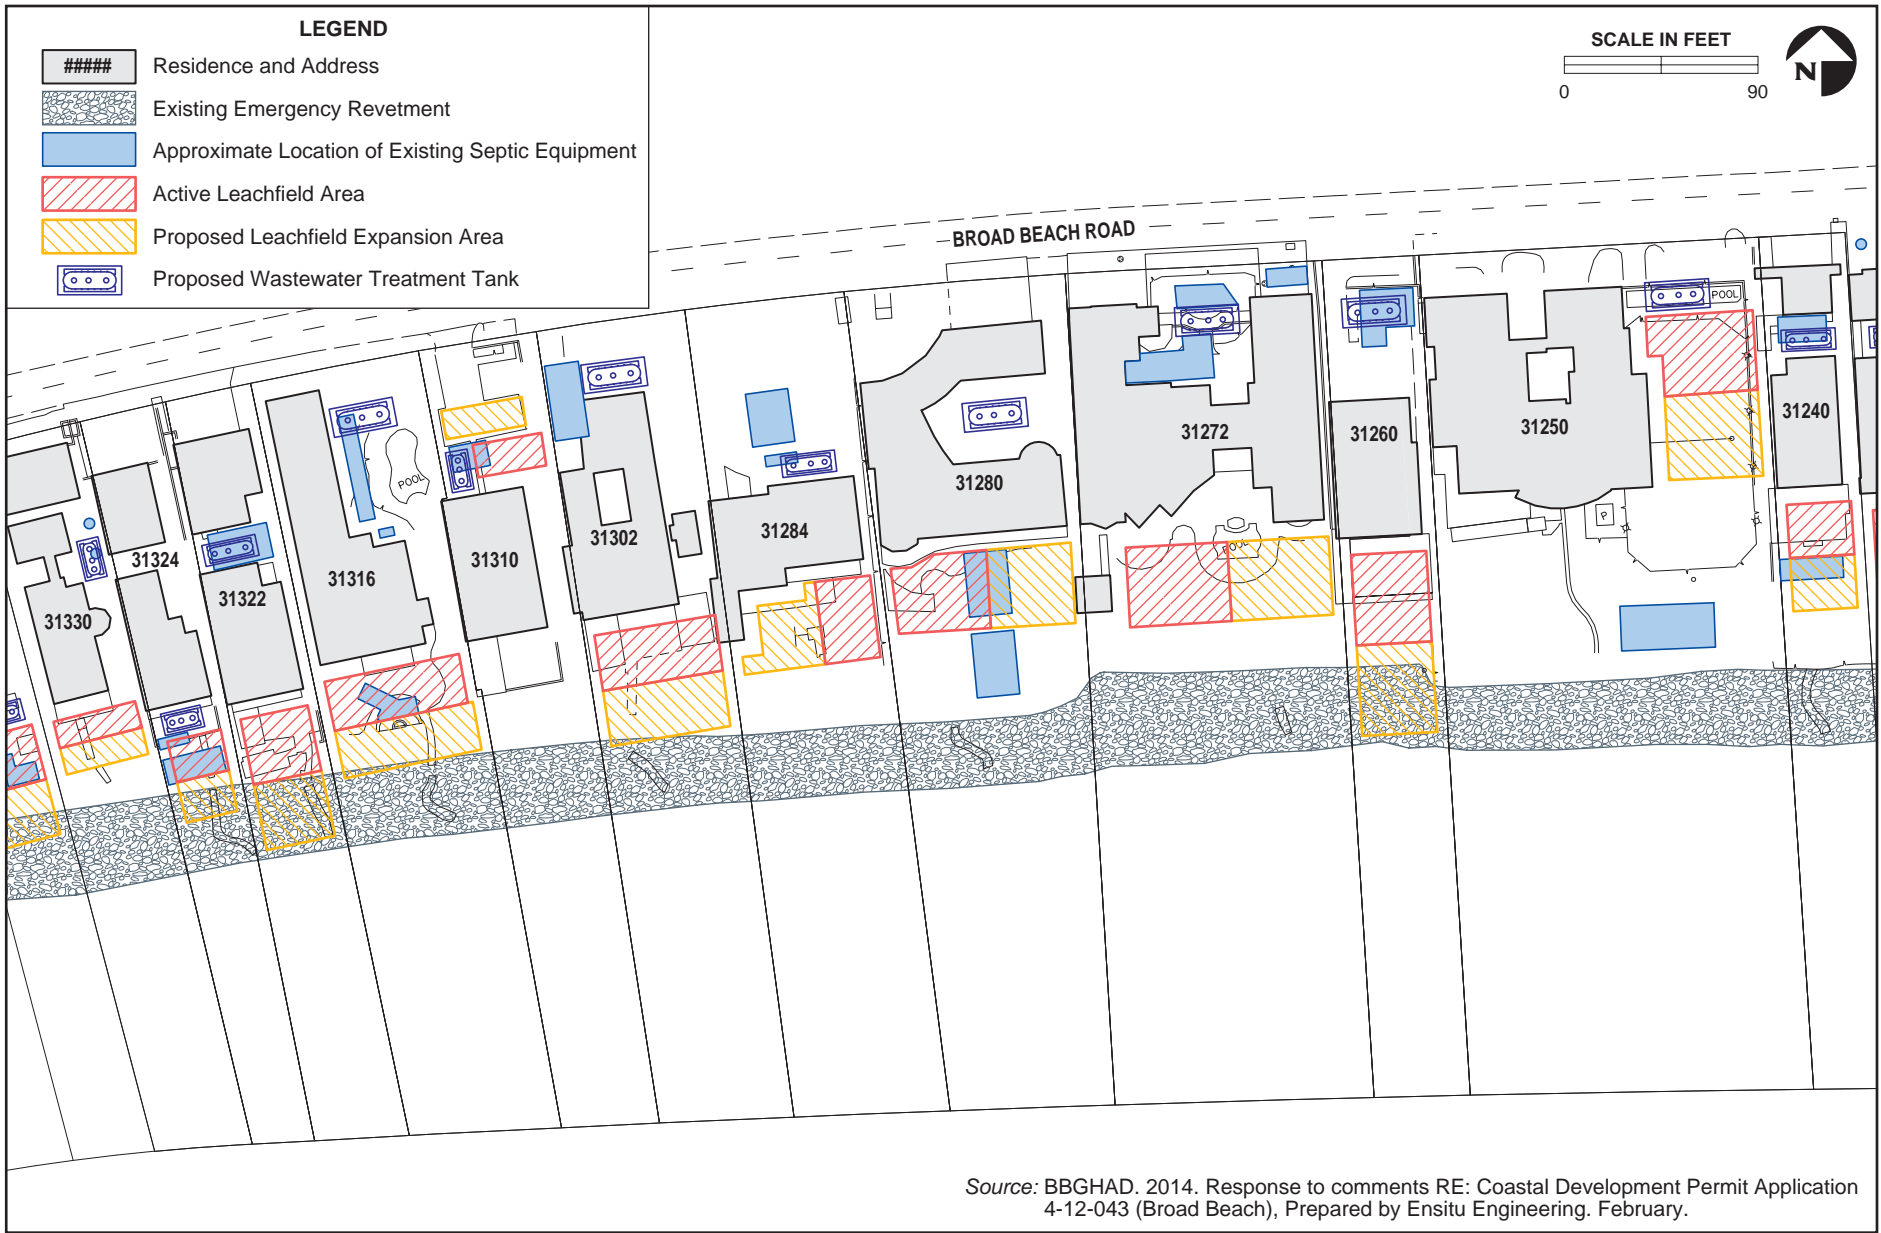 LEGEND
##### Residence and Address
Existing Emergency Revetment
Approximate Location of Existing Septic Equipment
Active Leachfield Area
Proposed Leachfield Expansion Area
Proposed Wastewater Treatment Tank
SCALE IN FEET
0 90
N
BROAD BEACH ROAD
POOL
31240
31250
31260
31272
31280
31284
31302
31310
31316
31322
31324
31330
POOL
POOL
P
Source: BBGHAD. 2014. Response to comments RE: Coastal Development Permit Application
4-12-043 (Broad Beach), Prepared by Ensitu Engineering. February.